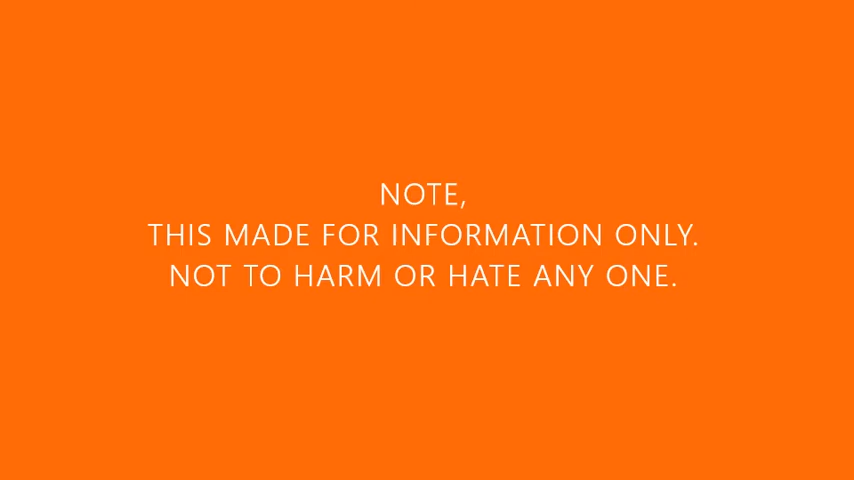 NOTE,
THIS MADE FOR INFORMATION ONLY.
NOT TO HARM OR HATE ANY ONE.